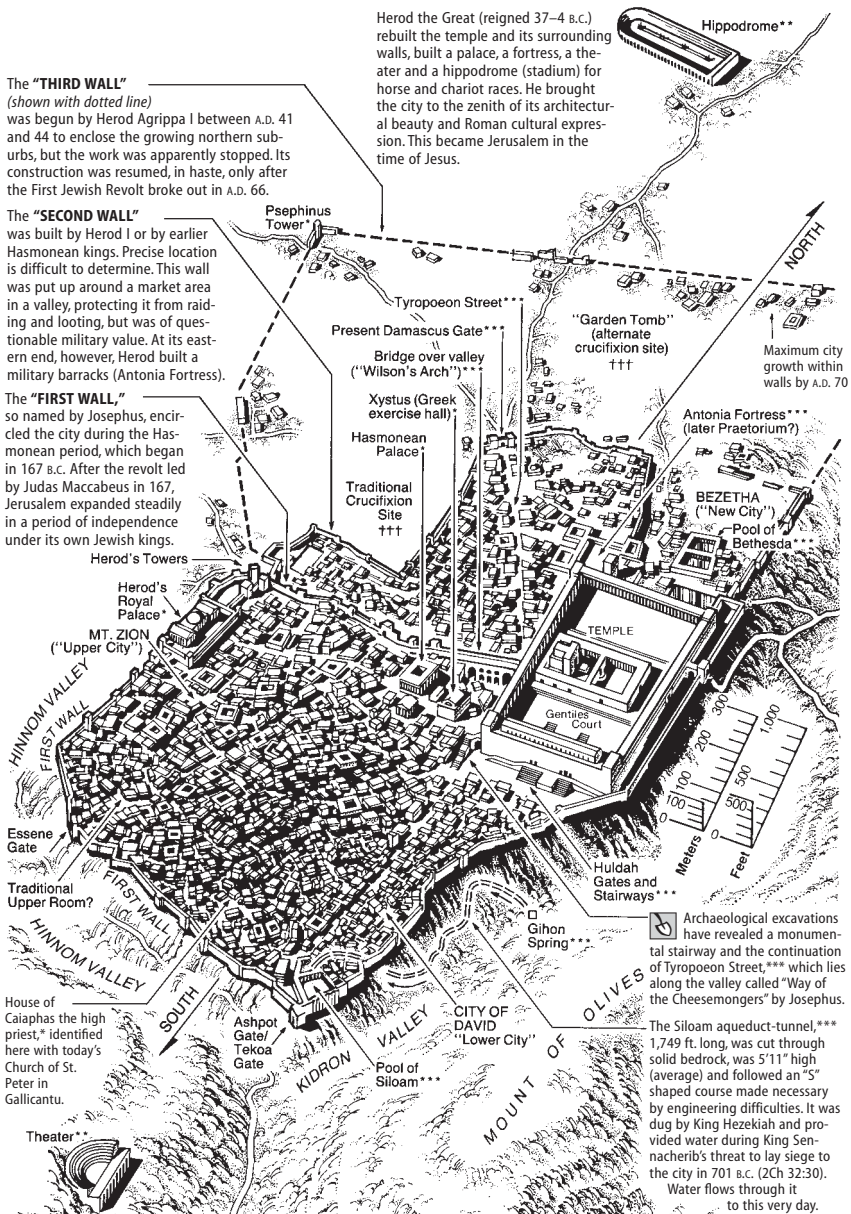 Herod the Great (reigned 37–4 B.C.)
rebuilt the temple and its surrounding
walls, built a palace, a fortress, a the-
ater and a hippodrome (stadium) for
horse and chariot races. He brought
the city to the zenith of its architectur-
al beauty and Roman cultural expres-
sion. This became Jerusalem in the
time of Jesus.
Hippodrome**
The "THIRD WALL"
(shown with dotted line)
was begun by Herod Agrippa I between A.D. 41
and 44 to enclose the growing northern sub-
urbs, but the work was apparently stopped. Its
construction was resumed, in haste, only after
the First Jewish Revolt broke out in A.D. 66.
The "SECOND WALL"
was built by Herod I or by earlier
Hasmonean kings. Precise location
is difficult to determine. This wall
was put up around a market area
in a valley, protecting it from raid-
ing and looting, but was of ques-
tionable military value. At its east-
ern end, however, Herod built a
military barracks (Antonia Fortress).
The "FIRST WALL,"
so named by Josephus, encir-
cled the city during the Has-
monean period, which began
in 167 B.C. After the revolt led
by Judas Maccabeus in 167,
Jerusalem expanded steadily
in a period of independence
under its own Jewish kings.
Psephinus
Tower*
NORTH
Tyropoeon Street***
Present Damascus Gate***
Bridge over valley
("Wilson's Arch")***
Xystus (Greek
exercise hall)*
Hasmonean
Palace*
Traditional
Crucifixion
Site
†††
"Garden Tomb"
(alternate
crucifixion site)
†††
Maximum city
growth within
walls by A.D. 70
Antonia Fortress***
(later Praetorium?)
BEZETHA
("New City")
Pool of
Bethesda***
Herod's Towers
Herod's
Royal
Palace*
MT. ZION
("Upper City")
HINNOM VALLEY
FIRST WALL
TEMPLE
Gentiles
Court
300
200
100
100
0
Meters
1,000
500
500
0
Feet
Essene
Gate
Traditional
Upper Room?
FIRST WALL
HINNOM VALLEY
Huldah
Gates and
Stairways***
Gihon
Spring***
Archaeological excavations
have revealed a monumen-
tal stairway and the continuation
of Tyropoeon Street,*** which lies
along the valley called "Way of
the Cheesemongers" by Josephus.
House of
Caiaphas the high
priest,* identified
here with today's
Church of St.
Peter in
Gallicantu.
SOUTH
Ashpot
Gate/
Tekoa
Gate
KIDRON VALLEY
Pool of
Siloam***
CITY OF
DAVID
"Lower City")
MOUNT OF OLIVES
The Siloam aqueduct-tunnel,***
1,749 ft. long, was cut through
solid bedrock, was 5'11" high
(average) and followed an "S"
shaped course made necessary
by engineering difficulties. It was
dug by King Hezekiah and pro-
vided water during King Sen-
nacherib's threat to lay siege to
the city in 701 B.C. (2Ch 32:30).
Water flows through it
to this very day.
Theater**